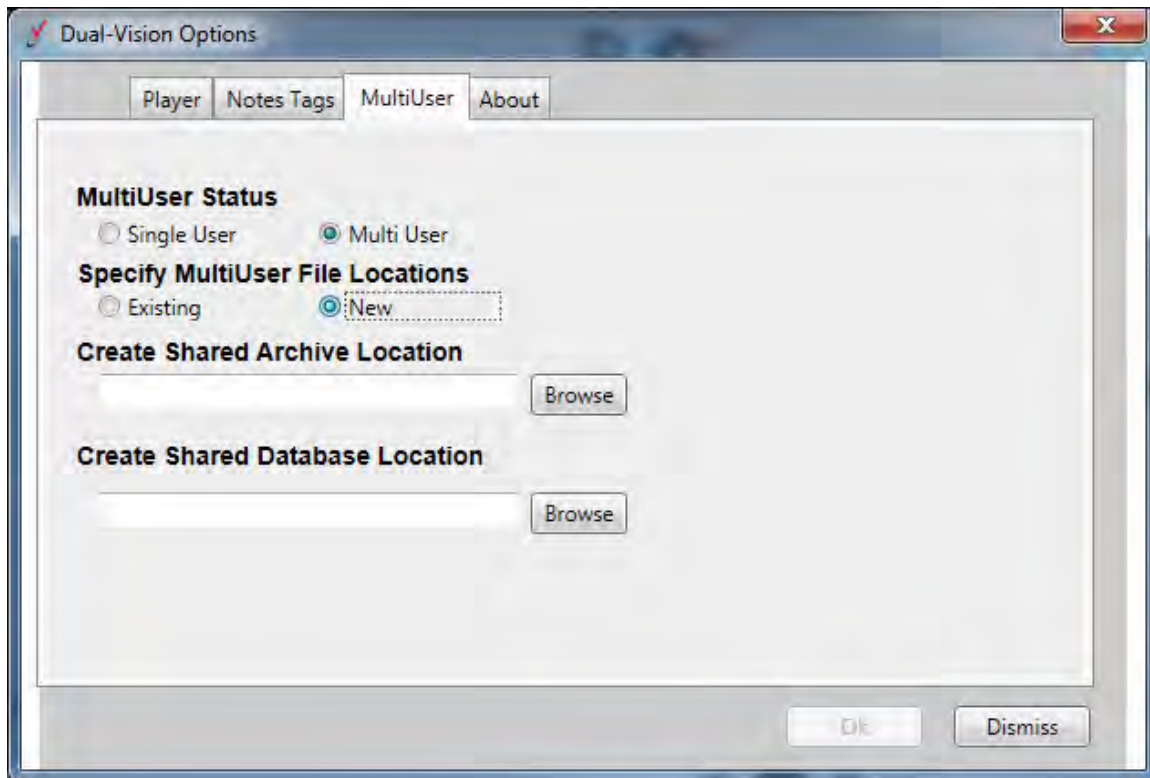 Dual-Vision Options
Player Notes Tags MultiUser About
MultiUser Status
Single User Multi User
Specify MultiUser File Locations
Existing New
Create Shared Archive Location
Browse
Create Shared Database Location
Browse
Ok Dismiss